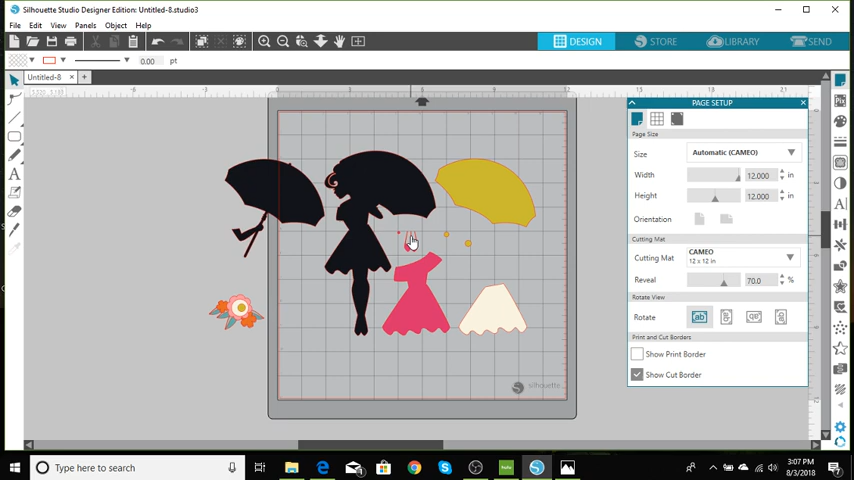 Silhouette Studio Designer Edition: Untitled-8.studio3
File Edit View Panels Object Help
DESIGN STORE LIBRARY SEND
0.00 pt
Untitled-8
PAGE SETUP
Page Size
Size Automatic (CAMEO)
Width 12.000 in
Height 12.000 in
Orientation
Cutting Mat
Cutting Mat CAMEO
12 x 12 in
Reveal 70.0 %
Rotate View
Rotate
Print and Cut Borders
Show Print Border
Show Cut Border
silhouette
Type here to search
hulu
3:07 PM
8/3/2018